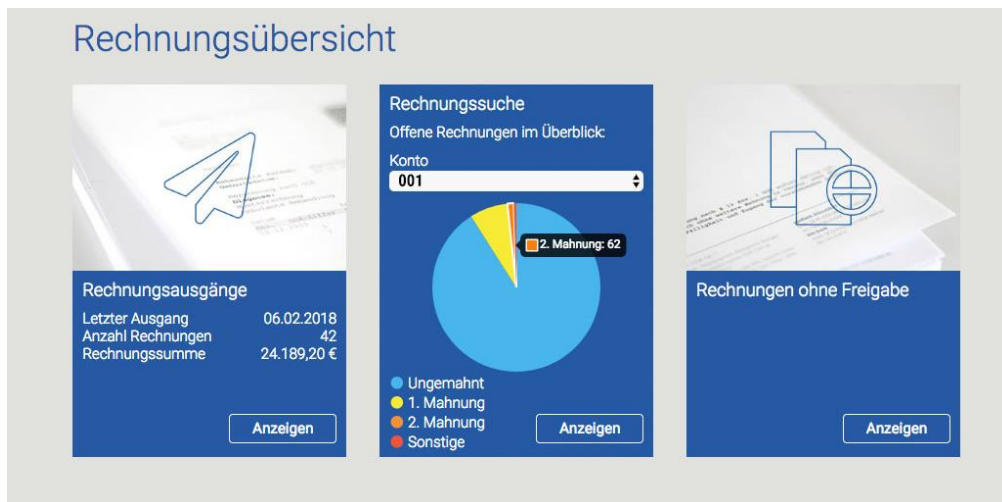 Rechnungsübersicht
Rechnungsausgänge
Letzter Ausgang 06.02.2018
Anzahl Rechnungen 42
Rechnungssumme 24.189,20 €
Anzeigen
Rechnungssuche
Offene Rechnungen im Überblick:
Konto
001
2. Mahnung: 62
Ungemahnt
1. Mahnung
2. Mahnung
Sonstige
Anzeigen
Rechnungen ohne Freigabe
Anzeigen